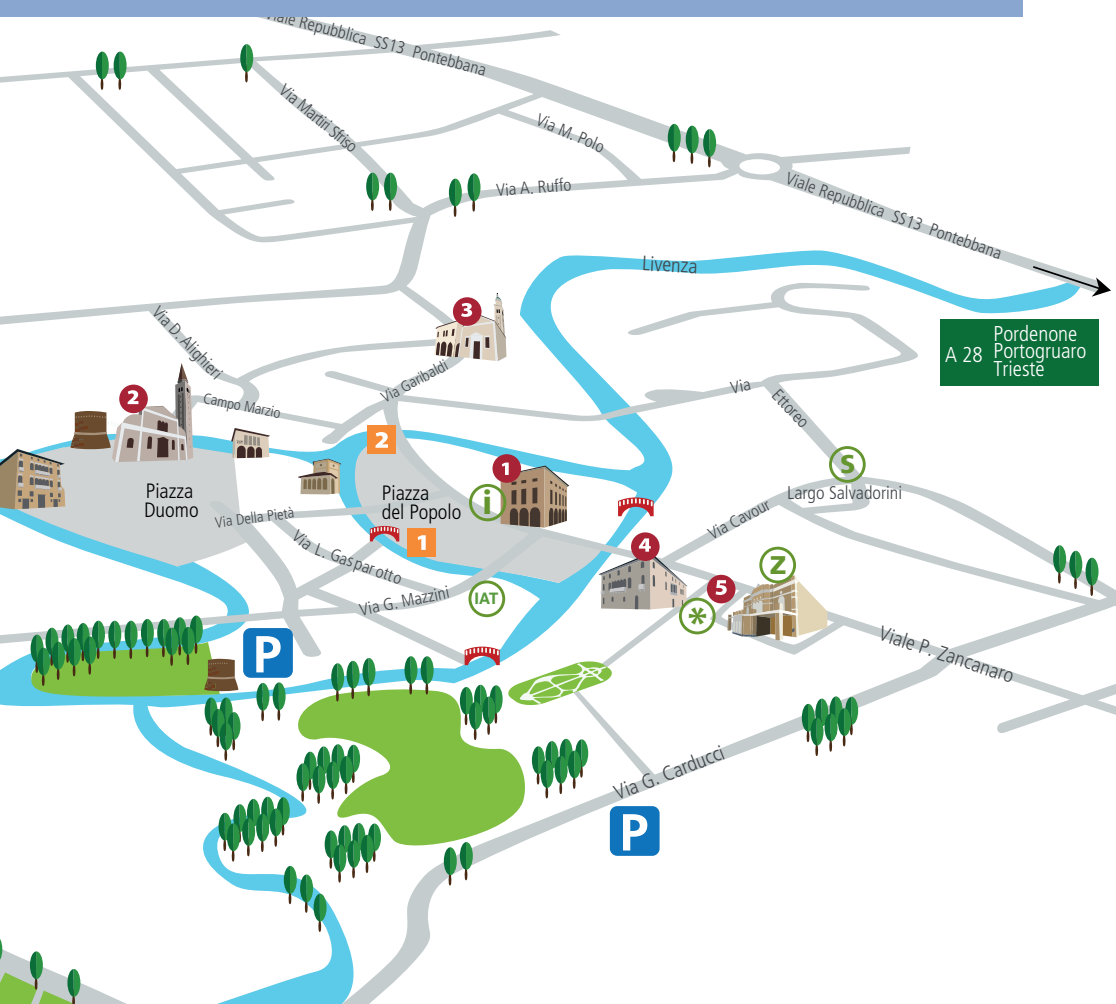 Viale Repubblica SS13 Pontebbana
Via Martiri Sfriso
Via M. Polo
Via A. Ruffo
Viale Repubblica SS13 Pontebbana
Livenza
A 28
Pordenone
Portogruaro
Trieste
3
Via D. Alighieri
Via Garibaldi
Via
Ettoreo
2
Campo Marzio
2
S
1
i
Piazza
Duomo
Piazza
del Popolo
Largo Salvadorini
Via Della Pietà
Via Cavour
1
4
Via L. Gasparotto
Z
5
*
Via G. Mazzini
IAT
Viale P. Zancanaro
P
Via G. Carducci
P